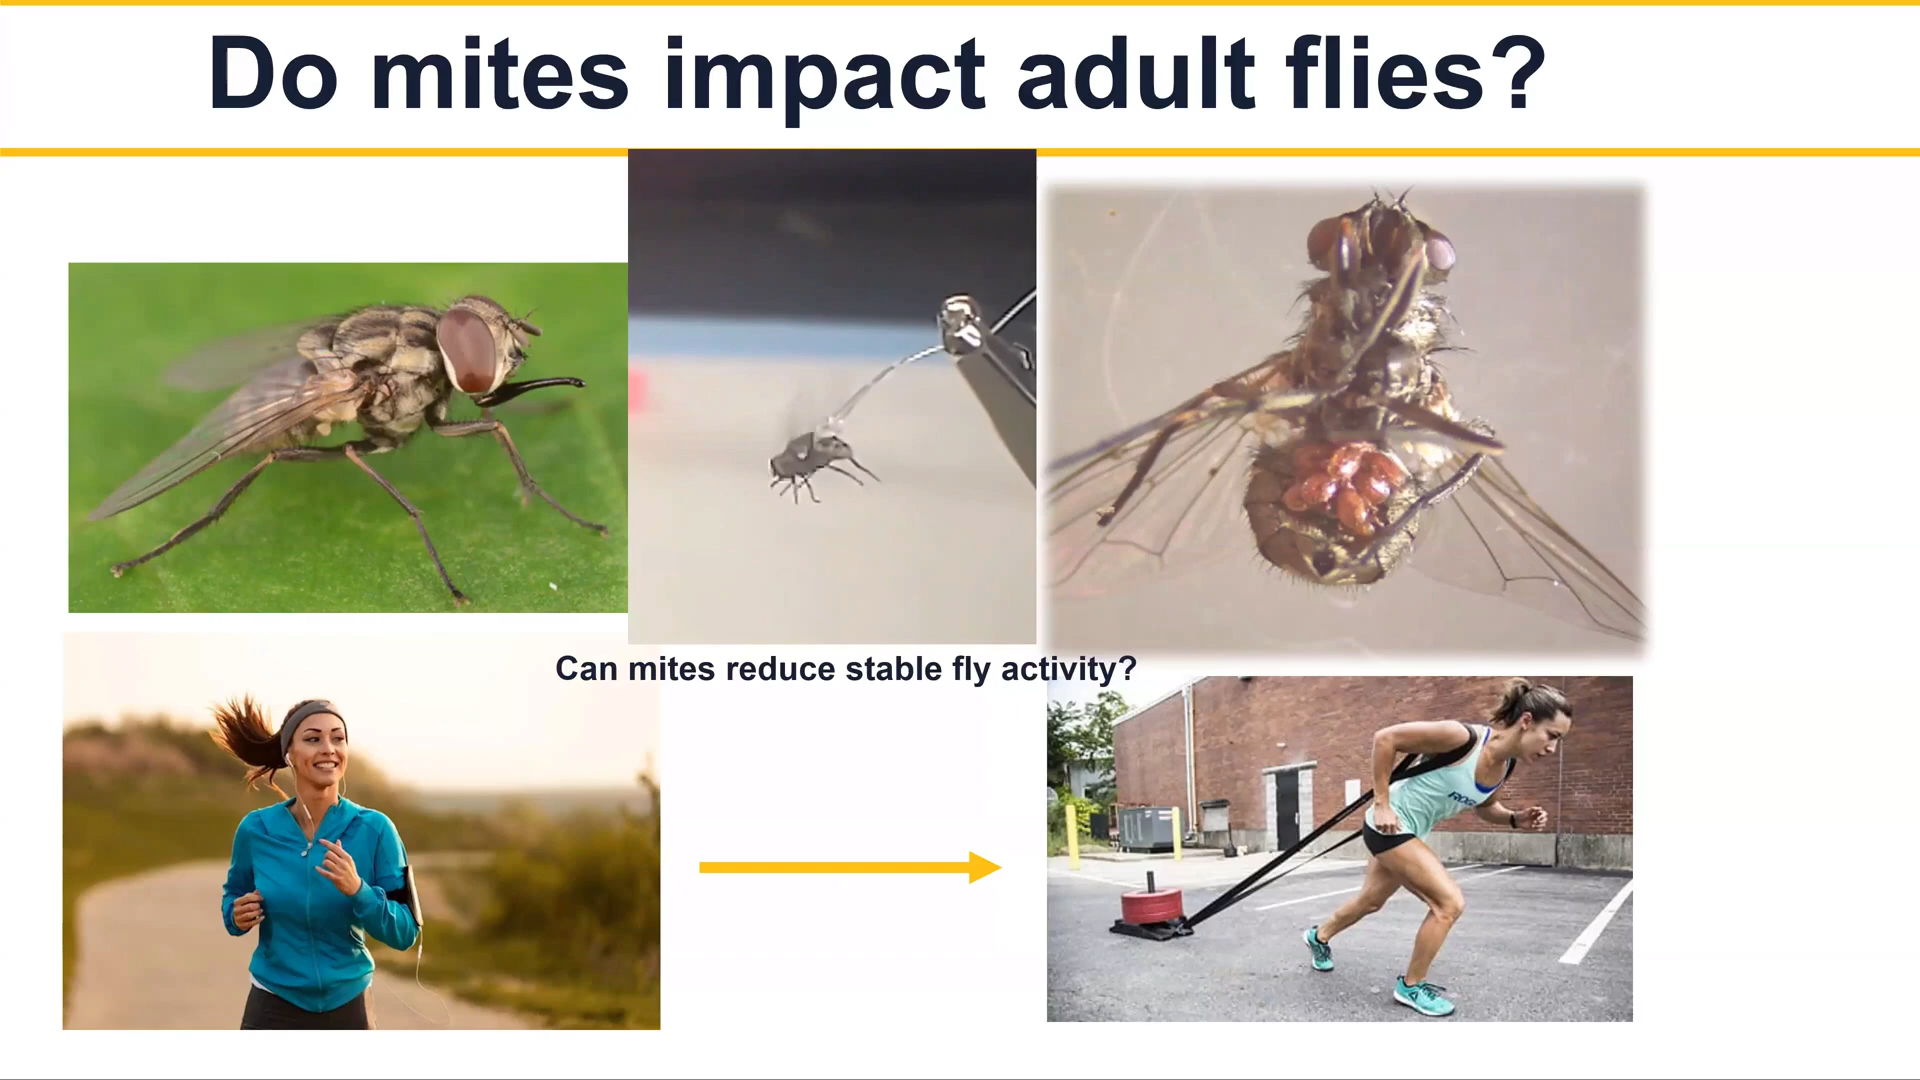 Do mites impact adult flies?
Can mites reduce stable fly activity?